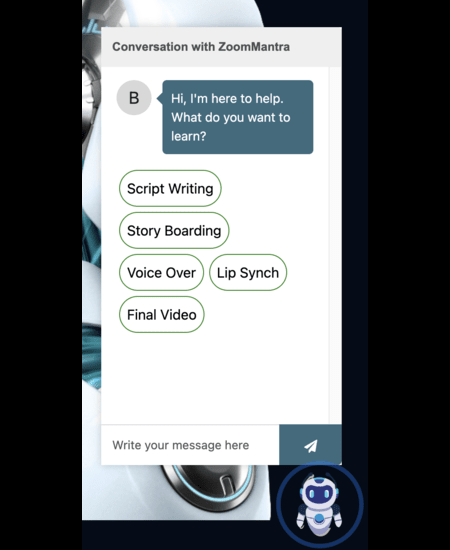 Conversation with ZoomMantra
B
Hi, I'm here to help.
What do you want to
learn?
Script Writing
Story Boarding
Voice Over
Lip Synch
Final Video
Write your message here